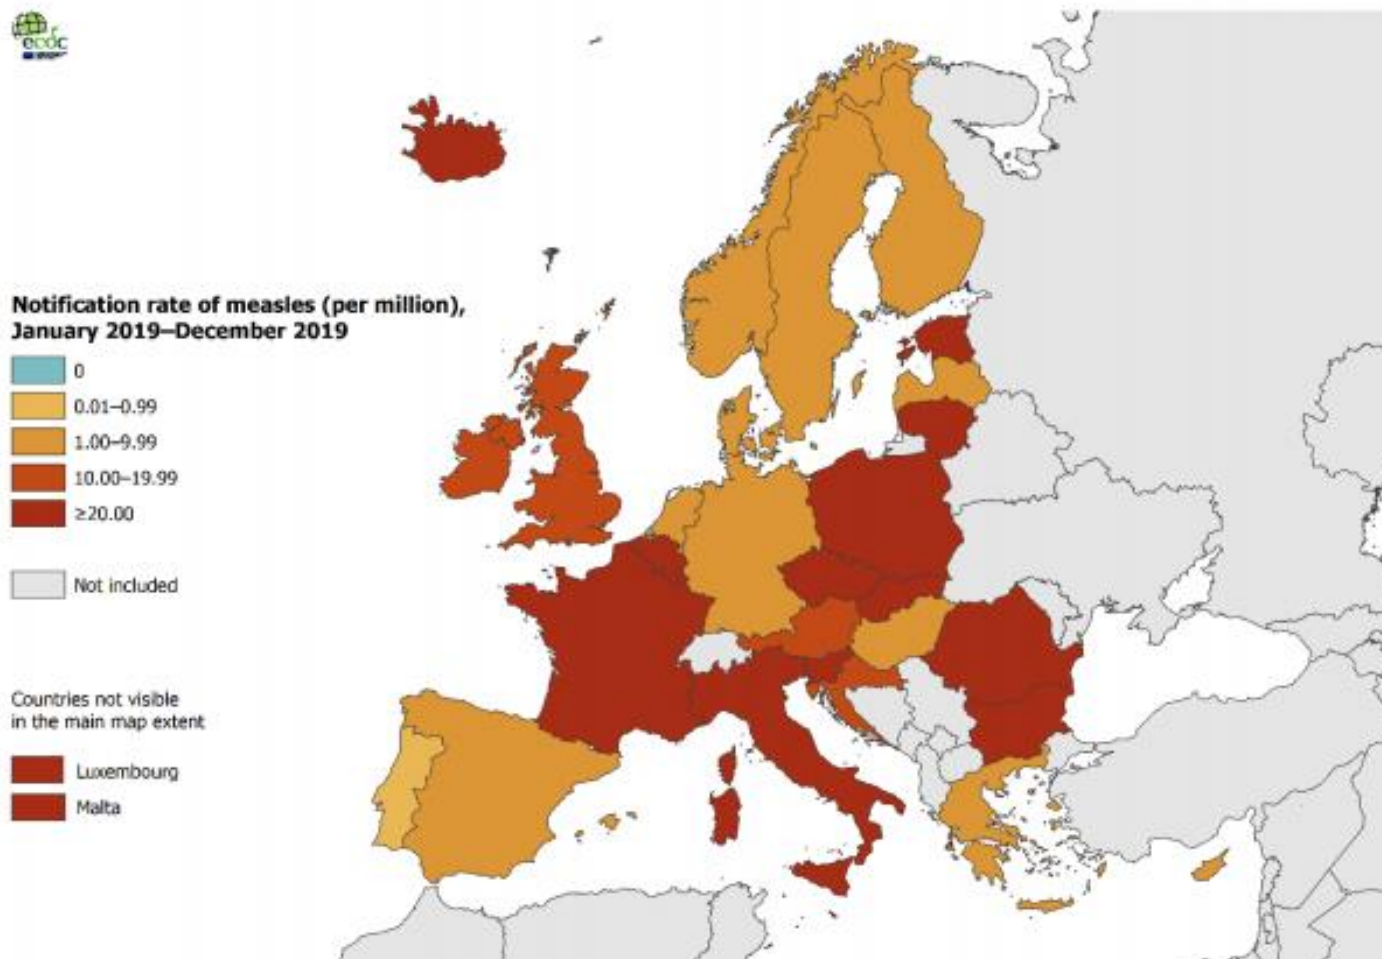 ecdc
Notification rate of measles (per million),
January 2019–December 2019
0
0.01–0.99
1.00–9.99
10.00–19.99
≥20.00
Not included
Countries not visible
in the main map extent
Luxembourg
Malta